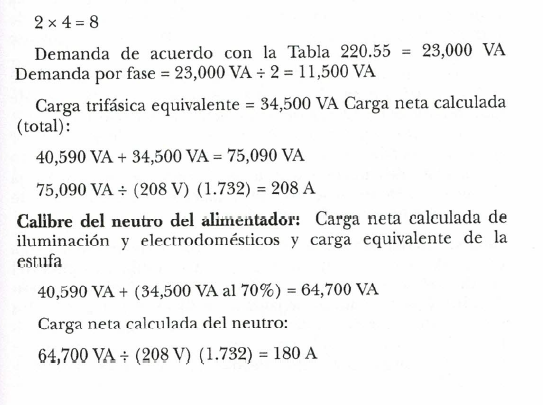 2 × 4 = 8
Demanda de acuerdo con la Tabla 220.55 = 23,000 VA
Demanda por fase = 23,000 VA ÷ 2 = 11,500 VA
Carga trifásica equivalente = 34,500 VA Carga neta calculada
(total):
40,590 VA + 34,500 VA = 75,090 VA
75,090 VA ÷ (208 V) (1.732) = 208 A
Calibre del neutro del alimentador: Carga neta calculada de
iluminación y electrodomésticos y carga equivalente de la
estufa
40,590 VA + (34,500 VA al 70%) = 64,700 VA
Carga neta calculada del neutro:
64,700 VA ÷ (208 V) (1.732) = 180 A